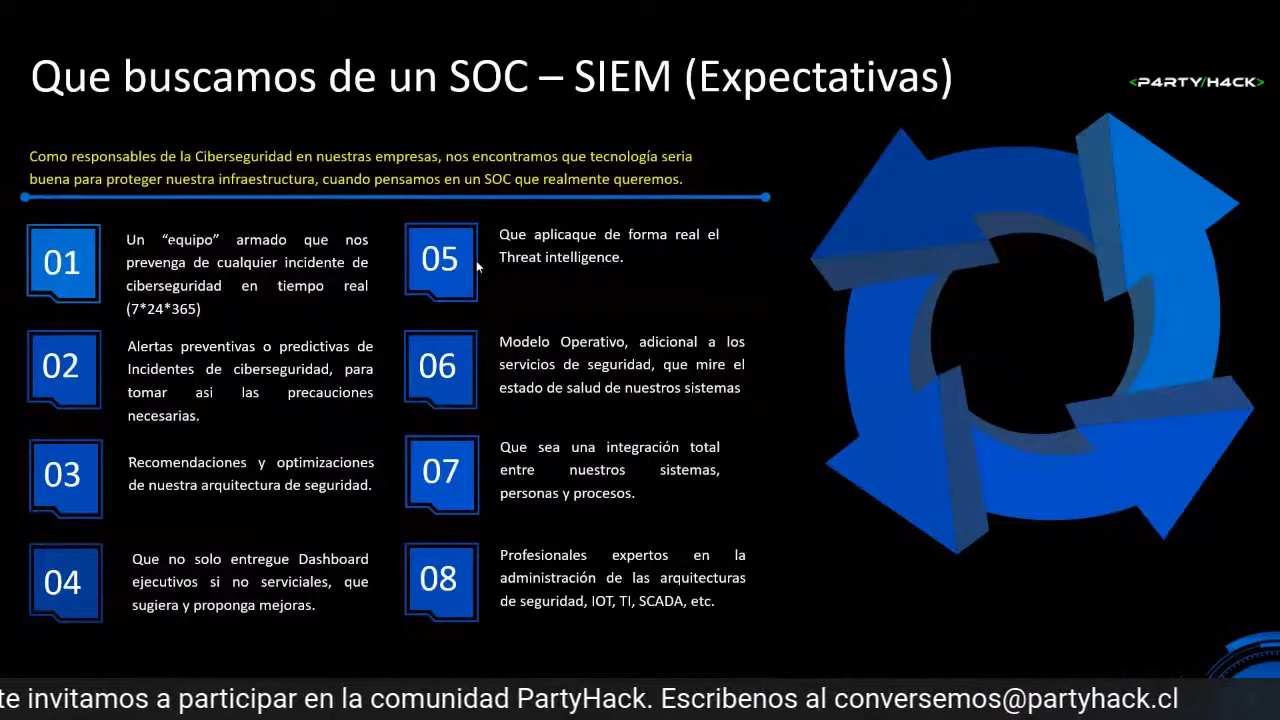 Que buscamos de un SOC – SIEM (Expectativas)
<P4RTY/H4CK>
Como responsables de la Ciberseguridad en nuestras empresas, nos encontramos que tecnología seria
buena para proteger nuestra infraestructura, cuando pensamos en un SOC que realmente queremos.
01
Un “equipo” armado que nos
prevenga de cualquier incidente de
ciberseguridad en tiempo real
(7*24*365)
02
Alertas preventivas o predictivas de
Incidentes de ciberseguridad, para
tomar asi las precauciones
necesarias.
03
Recomendaciones y optimizaciones
de nuestra arquitectura de seguridad.
04
Que no solo entregue Dashboard
ejecutivos si no serviciales, que
sugiera y proponga mejoras.
05
Que aplicaque de forma real el
Threat intelligence.
06
Modelo Operativo, adicional a los
servicios de seguridad, que mire el
estado de salud de nuestros sistemas
07
Que sea una integración total
entre nuestros sistemas,
personas y procesos.
08
Profesionales expertos en la
administración de las arquitecturas
de seguridad, IOT, TI, SCADA, etc.
te invitamos a participar en la comunidad PartyHack. Escribenos al conversemos@partyhack.cl